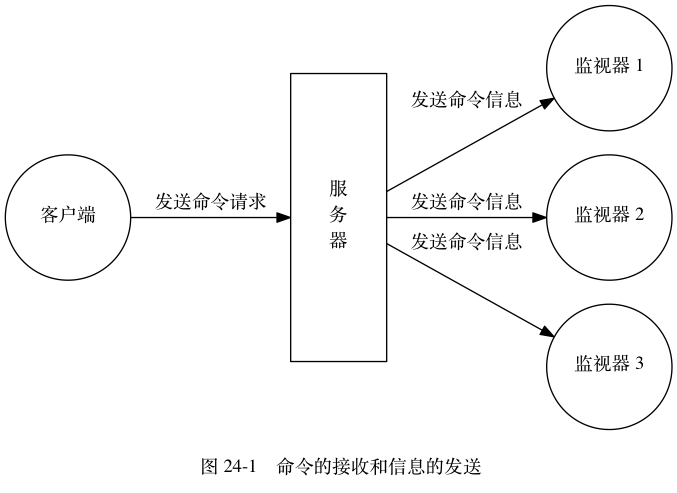 监视器 1
发送命令信息
客户端
发送命令请求
服
务
器
发送命令信息
监视器 2
发送命令信息
监视器 3
图 24-1 命令的接收和信息的发送